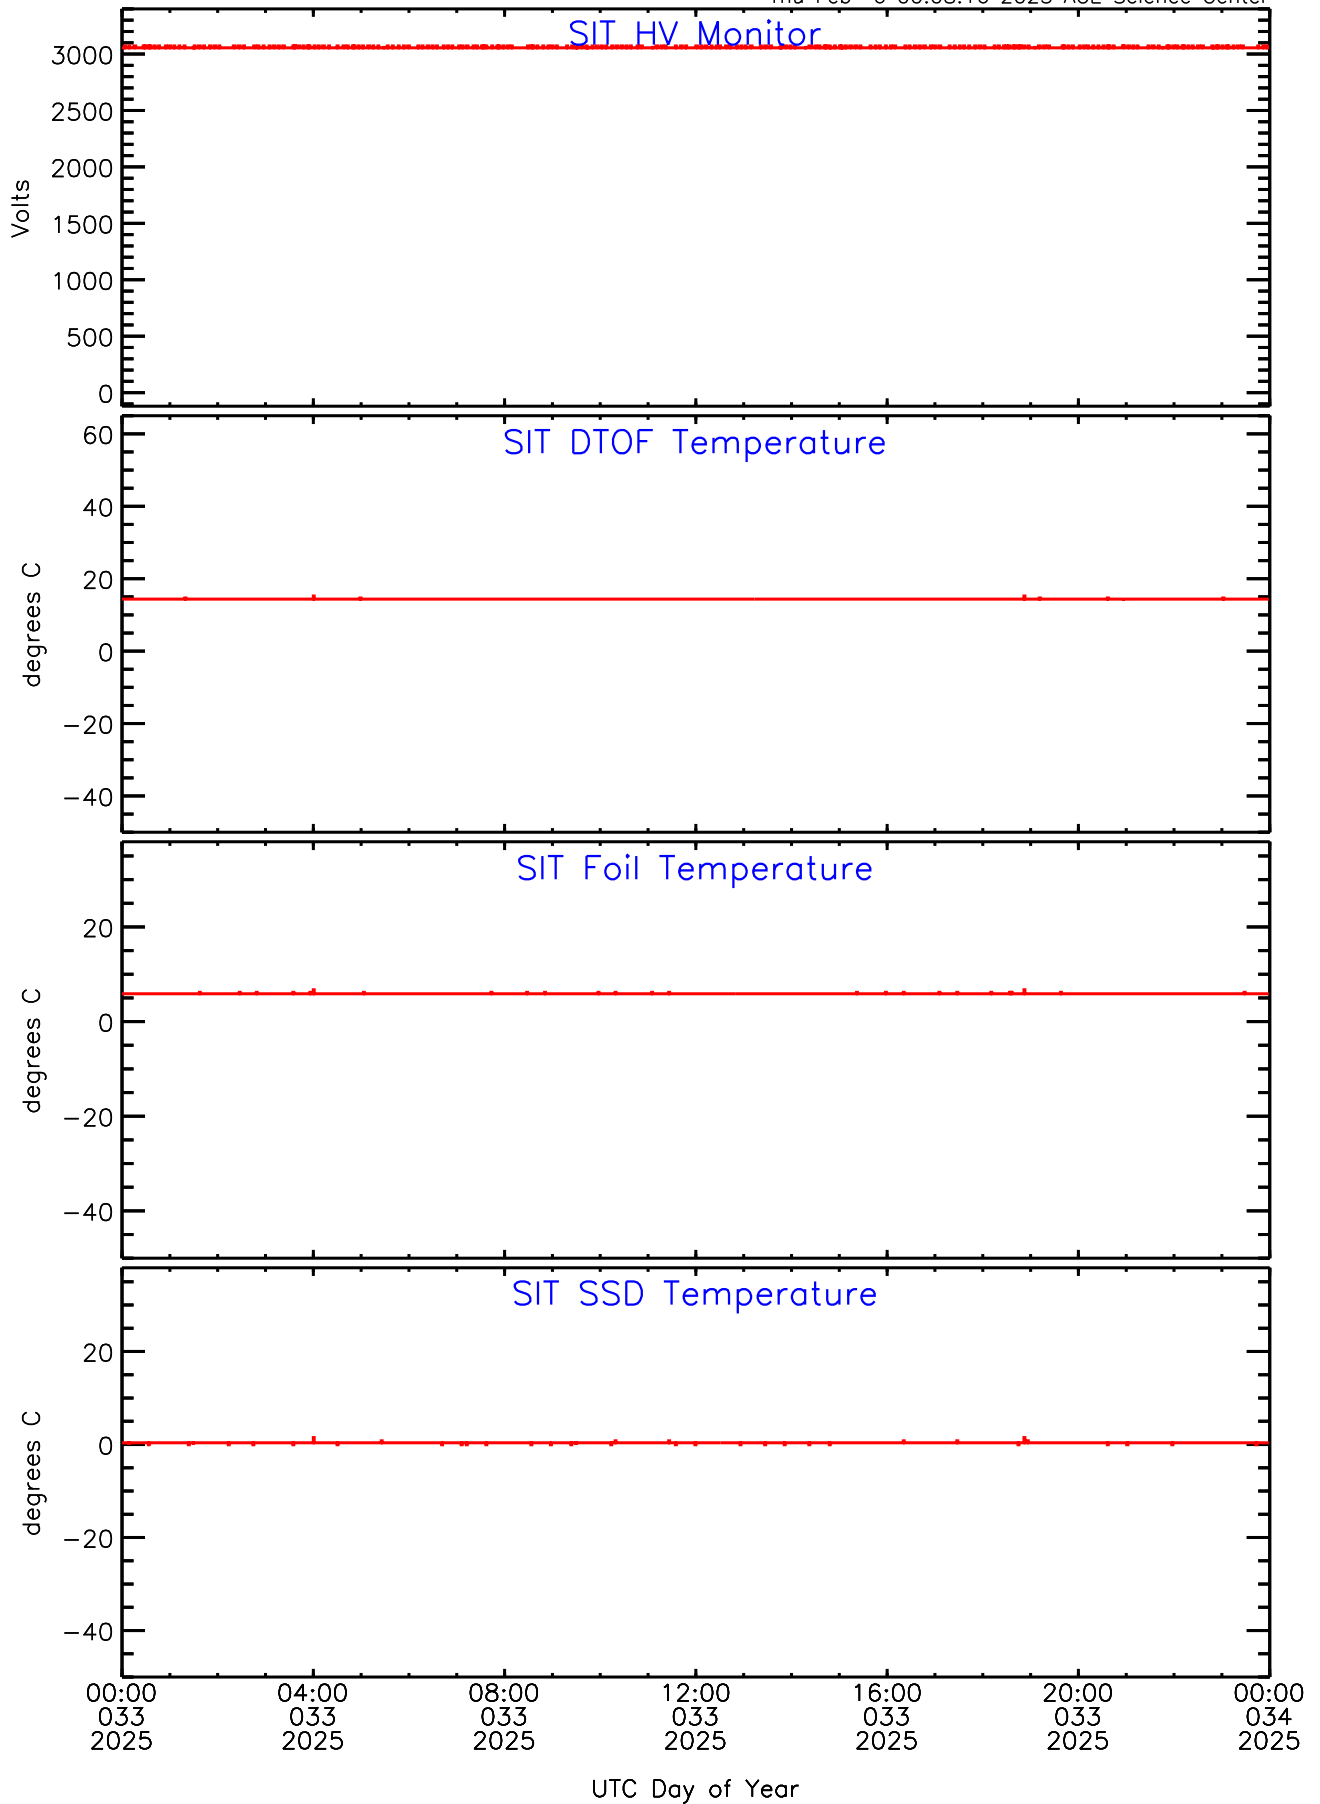 SIT HV Monitor
3000
2500
2000
1500
1000
500
0
Volts
SIT DTOF Temperature
60
40
20
0
−20
−40
degrees C
SIT Foil Temperature
20
0
−20
−40
degrees C
SIT SSD Temperature
20
0
−20
−40
degrees C
00:00 04:00 08:00 12:00 16:00 20:00 00:00
033 033 033 033 033 033 034
2025 2025 2025 2025 2025 2025 2025
UTC Day of Year